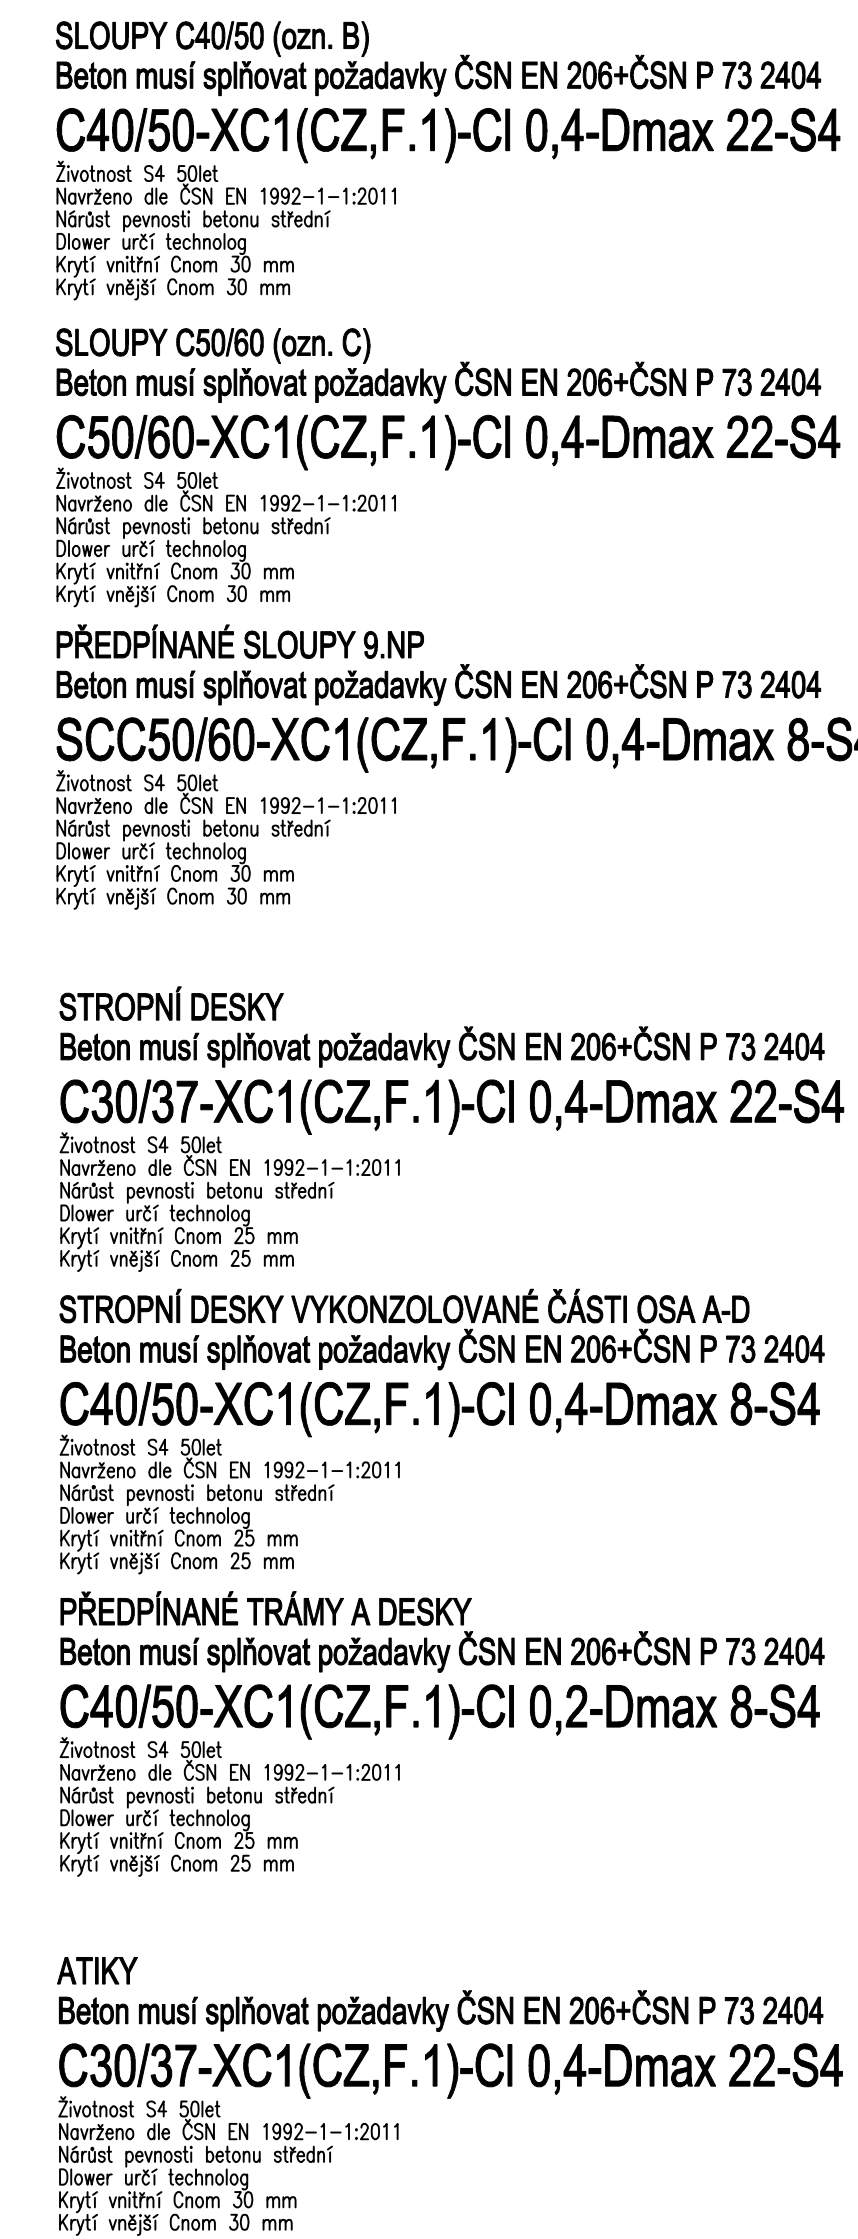 SLOUPY C40/50 (ozn. B)
Beton musí splňovat požadavky ČSN EN 206+ČSN P 73 2404
C40/50-XC1(CZ,F.1)-Cl 0,4-Dmax 22-S4
Životnost S4 50let
Navrženo dle ČSN EN 1992-1-1:2011
Nárůst pevnosti betonu střední
Dlower určí technolog
Krytí vnitřní Cnom 30 mm
Krytí vnější Cnom 30 mm
SLOUPY C50/60 (ozn. C)
Beton musí splňovat požadavky ČSN EN 206+ČSN P 73 2404
C50/60-XC1(CZ,F.1)-Cl 0,4-Dmax 22-S4
Životnost S4 50let
Navrženo dle ČSN EN 1992-1-1:2011
Nárůst pevnosti betonu střední
Dlower určí technolog
Krytí vnitřní Cnom 30 mm
Krytí vnější Cnom 30 mm
PŘEDPÍNANÉ SLOUPY 9.NP
Beton musí splňovat požadavky ČSN EN 206+ČSN P 73 2404
SCC50/60-XC1(CZ,F.1)-Cl 0,4-Dmax 8-S4
Životnost S4 50let
Navrženo dle ČSN EN 1992-1-1:2011
Nárůst pevnosti betonu střední
Dlower určí technolog
Krytí vnitřní Cnom 30 mm
Krytí vnější Cnom 30 mm
STROPNÍ DESKY
Beton musí splňovat požadavky ČSN EN 206+ČSN P 73 2404
C30/37-XC1(CZ,F.1)-Cl 0,4-Dmax 22-S4
Životnost S4 50let
Navrženo dle ČSN EN 1992-1-1:2011
Nárůst pevnosti betonu střední
Dlower určí technolog
Krytí vnitřní Cnom 25 mm
Krytí vnější Cnom 25 mm
STROPNÍ DESKY VYKONZOLOVANÉ ČÁSTI OSA A-D
Beton musí splňovat požadavky ČSN EN 206+ČSN P 73 2404
C40/50-XC1(CZ,F.1)-Cl 0,4-Dmax 8-S4
Životnost S4 50let
Navrženo dle ČSN EN 1992-1-1:2011
Nárůst pevnosti betonu střední
Dlower určí technolog
Krytí vnitřní Cnom 25 mm
Krytí vnější Cnom 25 mm
PŘEDPÍNANÉ TRÁMY A DESKY
Beton musí splňovat požadavky ČSN EN 206+ČSN P 73 2404
C40/50-XC1(CZ,F.1)-Cl 0,2-Dmax 8-S4
Životnost S4 50let
Navrženo dle ČSN EN 1992-1-1:2011
Nárůst pevnosti betonu střední
Dlower určí technolog
Krytí vnitřní Cnom 25 mm
Krytí vnější Cnom 25 mm
ATIKY
Beton musí splňovat požadavky ČSN EN 206+ČSN P 73 2404
C30/37-XC1(CZ,F.1)-Cl 0,4-Dmax 22-S4
Životnost S4 50let
Navrženo dle ČSN EN 1992-1-1:2011
Nárůst pevnosti betonu střední
Dlower určí technolog
Krytí vnitřní Cnom 30 mm
Krytí vnější Cnom 30 mm